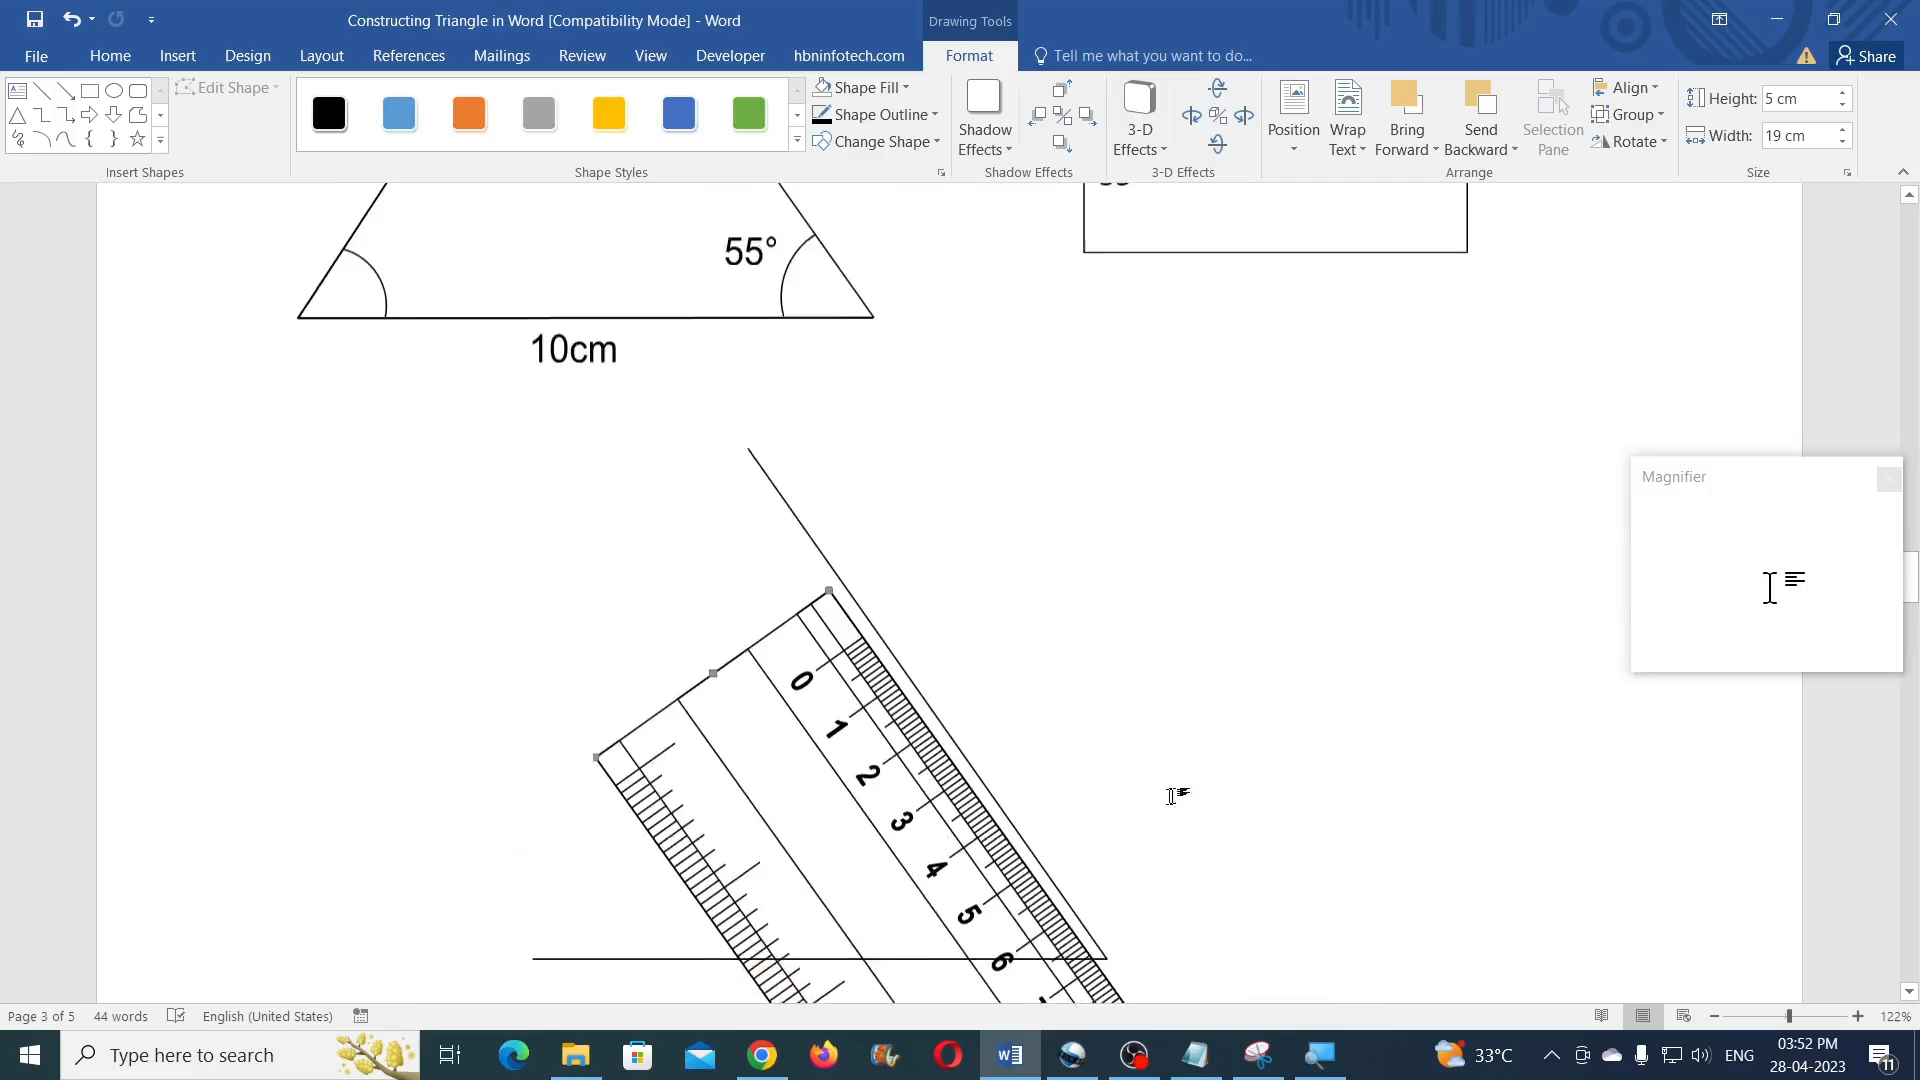 Constructing Triangle in Word [Compatibility Mode] - Word
Drawing Tools
File Home Insert Design Layout References Mailings Review View Developer hbninfotech.com Format Tell me what you want to do... Share
Edit Shape
Insert Shapes
Shape Styles
Shape Fill
Shape Outline
Change Shape
Shadow
Effects
Shadow Effects
3-D
Effects
3-D Effects
Position
Wrap
Text
Bring
Forward
Send
Backward
Selection
Pane
Align
Group
Rotate
Arrange
Height: 5 cm
Width: 19 cm
Size
55°
10cm
Magnifier
0
1
2
3
4
5
6
Page 3 of 5 44 words English (United States) 122%
Type here to search
33°C
ENG
03:52 PM
28-04-2023
11